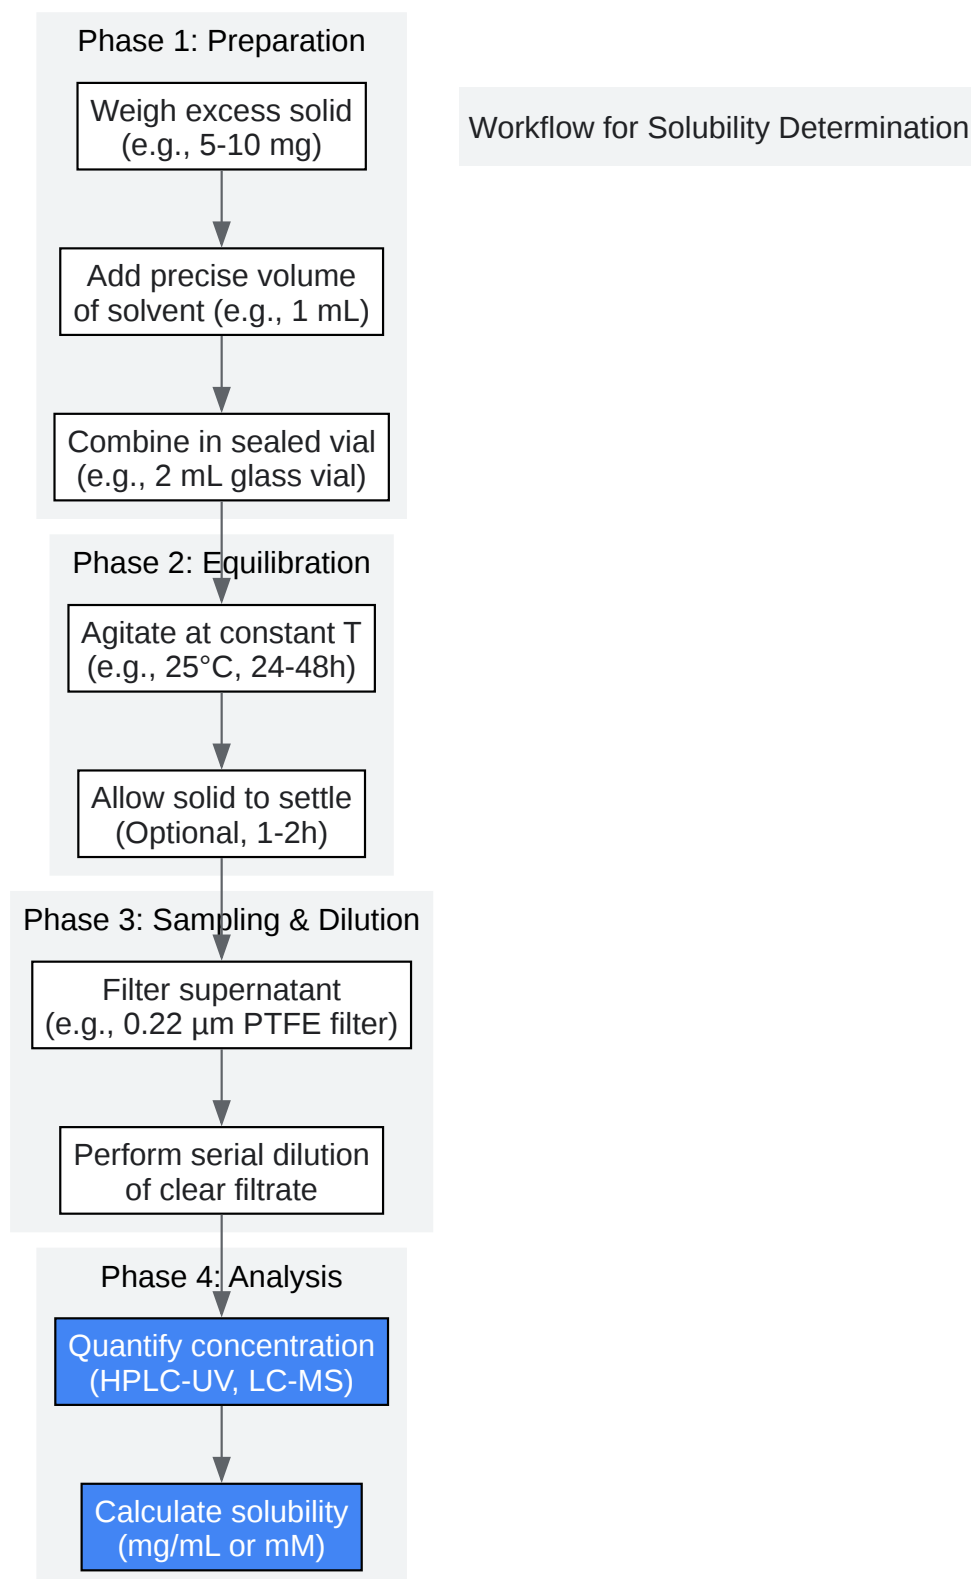 Phase 1: Preparation
Weigh excess solid
(e.g., 5-10 mg)
Workflow for Solubility Determination
Add precise volume
of solvent (e.g., 1 mL)
Combine in sealed vial
(e.g., 2 mL glass vial)
Phase 2: Equilibration
Agitate at constant T
(e.g., 25°C, 24-48h)
Allow solid to settle
(Optional, 1-2h)
Phase 3: Sampling & Dilution
Filter supernatant
(e.g., 0.22 µm PTFE filter)
Perform serial dilution
of clear filtrate
Phase 4: Analysis
Quantify concentration
(HPLC-UV, LC-MS)
Calculate solubility
(mg/mL or mM)